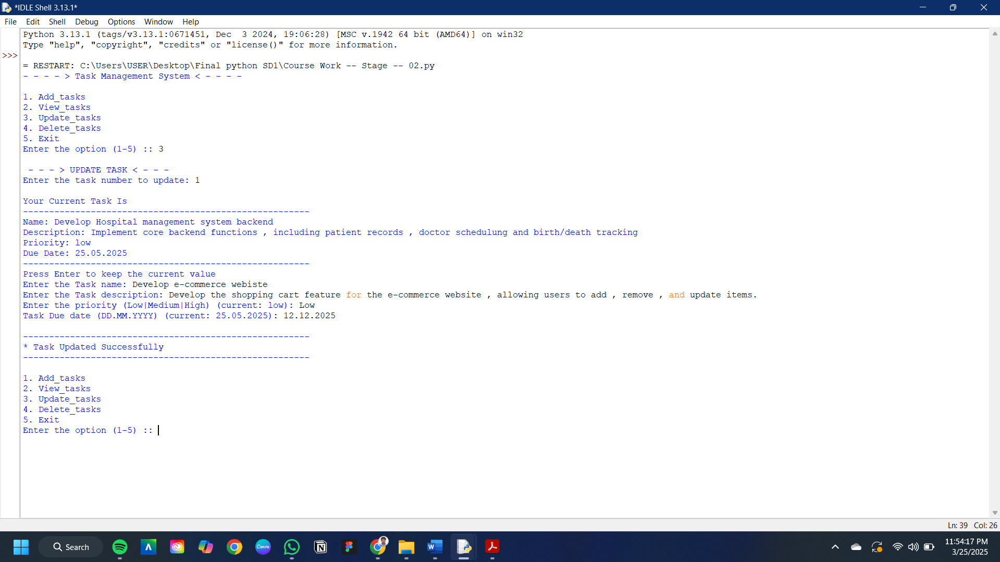 *IDLE Shell 3.13.1*
File Edit Shell Debug Options Window Help
Python 3.13.1 (tags/v3.13.1:0671451, Dec  3 2024, 19:06:28) [MSC v.1942 64 bit (AMD64)] on win32
Type "help", "copyright", "credits" or "license()" for more information.
>>>
= RESTART: C:\Users\USER\Desktop\Final python SD1\Course Work -- Stage -- 02.py
- - - - > Task Management System < - - - -
1. Add_tasks
2. View_tasks
3. Update_tasks
4. Delete_tasks
5. Exit
Enter the option (1-5) :: 3
- - - > UPDATE TASK < - - -
Enter the task number to update: 1
Your Current Task Is
-------------------------------------------------------
Name: Develop Hospital management system backend
Description: Implement core backend functions , including patient records , doctor schedulung and birth/death tracking
Priority: low
Due Date: 25.05.2025
-------------------------------------------------------
Press Enter to keep the current value
Enter the Task name: Develop e-commerce webiste
Enter the Task description: Develop the shopping cart feature for the e-commerce website , allowing users to add , remove , and update items.
Enter the priority (Low|Medium|High) (current: low): Low
Task Due date (DD.MM.YYYY) (current: 25.05.2025): 12.12.2025
-------------------------------------------------------
* Task Updated Successfully
-------------------------------------------------------
1. Add_tasks
2. View_tasks
3. Update_tasks
4. Delete_tasks
5. Exit
Enter the option (1-5) ::
Ln: 39 Col: 26
Search
Canva
11:54:17 PM
3/25/2025